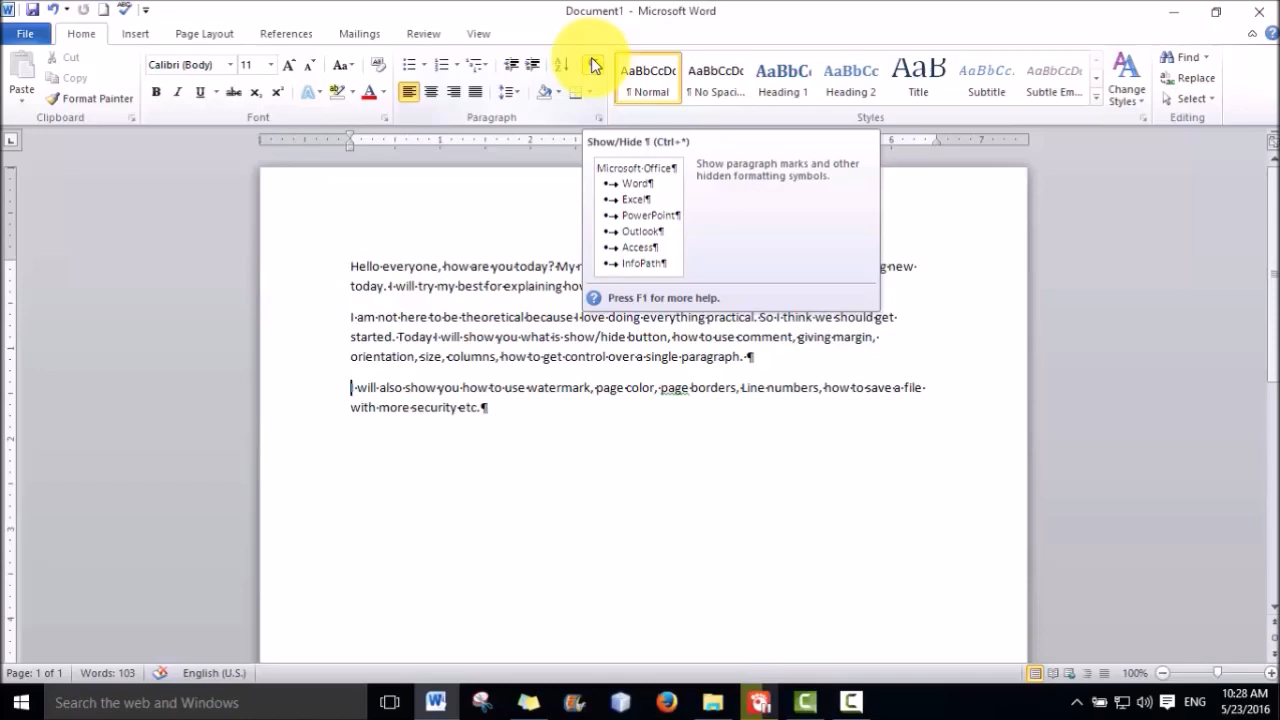 Document1 - Microsoft Word
File Home Insert Page Layout References Mailings Review View
Cut
Copy
Format Painter
Paste
Calibri (Body) 11
AaBbCcDc AaBbCcDc AaBbC AaBbCc AaB AaBbCc. AaBbCcDc
¶ Normal ¶ No Spaci... Heading 1 Heading 2 Title Subtitle Subtle Em...
Change
Styles
Find
Replace
Select
Clipboard Font Paragraph Styles Editing
Show/Hide ¶ (Ctrl+*)
Microsoft·Office¶
Word¶
Excel¶
PowerPoint¶
Outlook¶
Access¶
InfoPath¶
Show paragraph marks and other
hidden formatting symbols.
Press F1 for more help.
Hello·everyone,·how·are·you·today?·My· new·
today.·I·will·try·my·best·for·explaining·
I·am·not·here·to·be·theoretical·because·I·love·doing·everything·practical.·So·I·think·we·should·get·
started.·Today·I·will·show·you·what·is·show/hide·button,·how·to·use·comment,·giving·margin,·
orientation,·size,·columns,·how·to·get·control·over·a·single·paragraph.··¶
I·will·also·show·you·how·to·use·watermark,·page·color,·page·borders,·Line·numbers,·how·to·save·a·file·
with·more·security·etc.¶
Page: 1 of 1 Words: 103 English (U.S.) 100%
Search the web and Windows
ENG
10:28 AM
5/23/2016